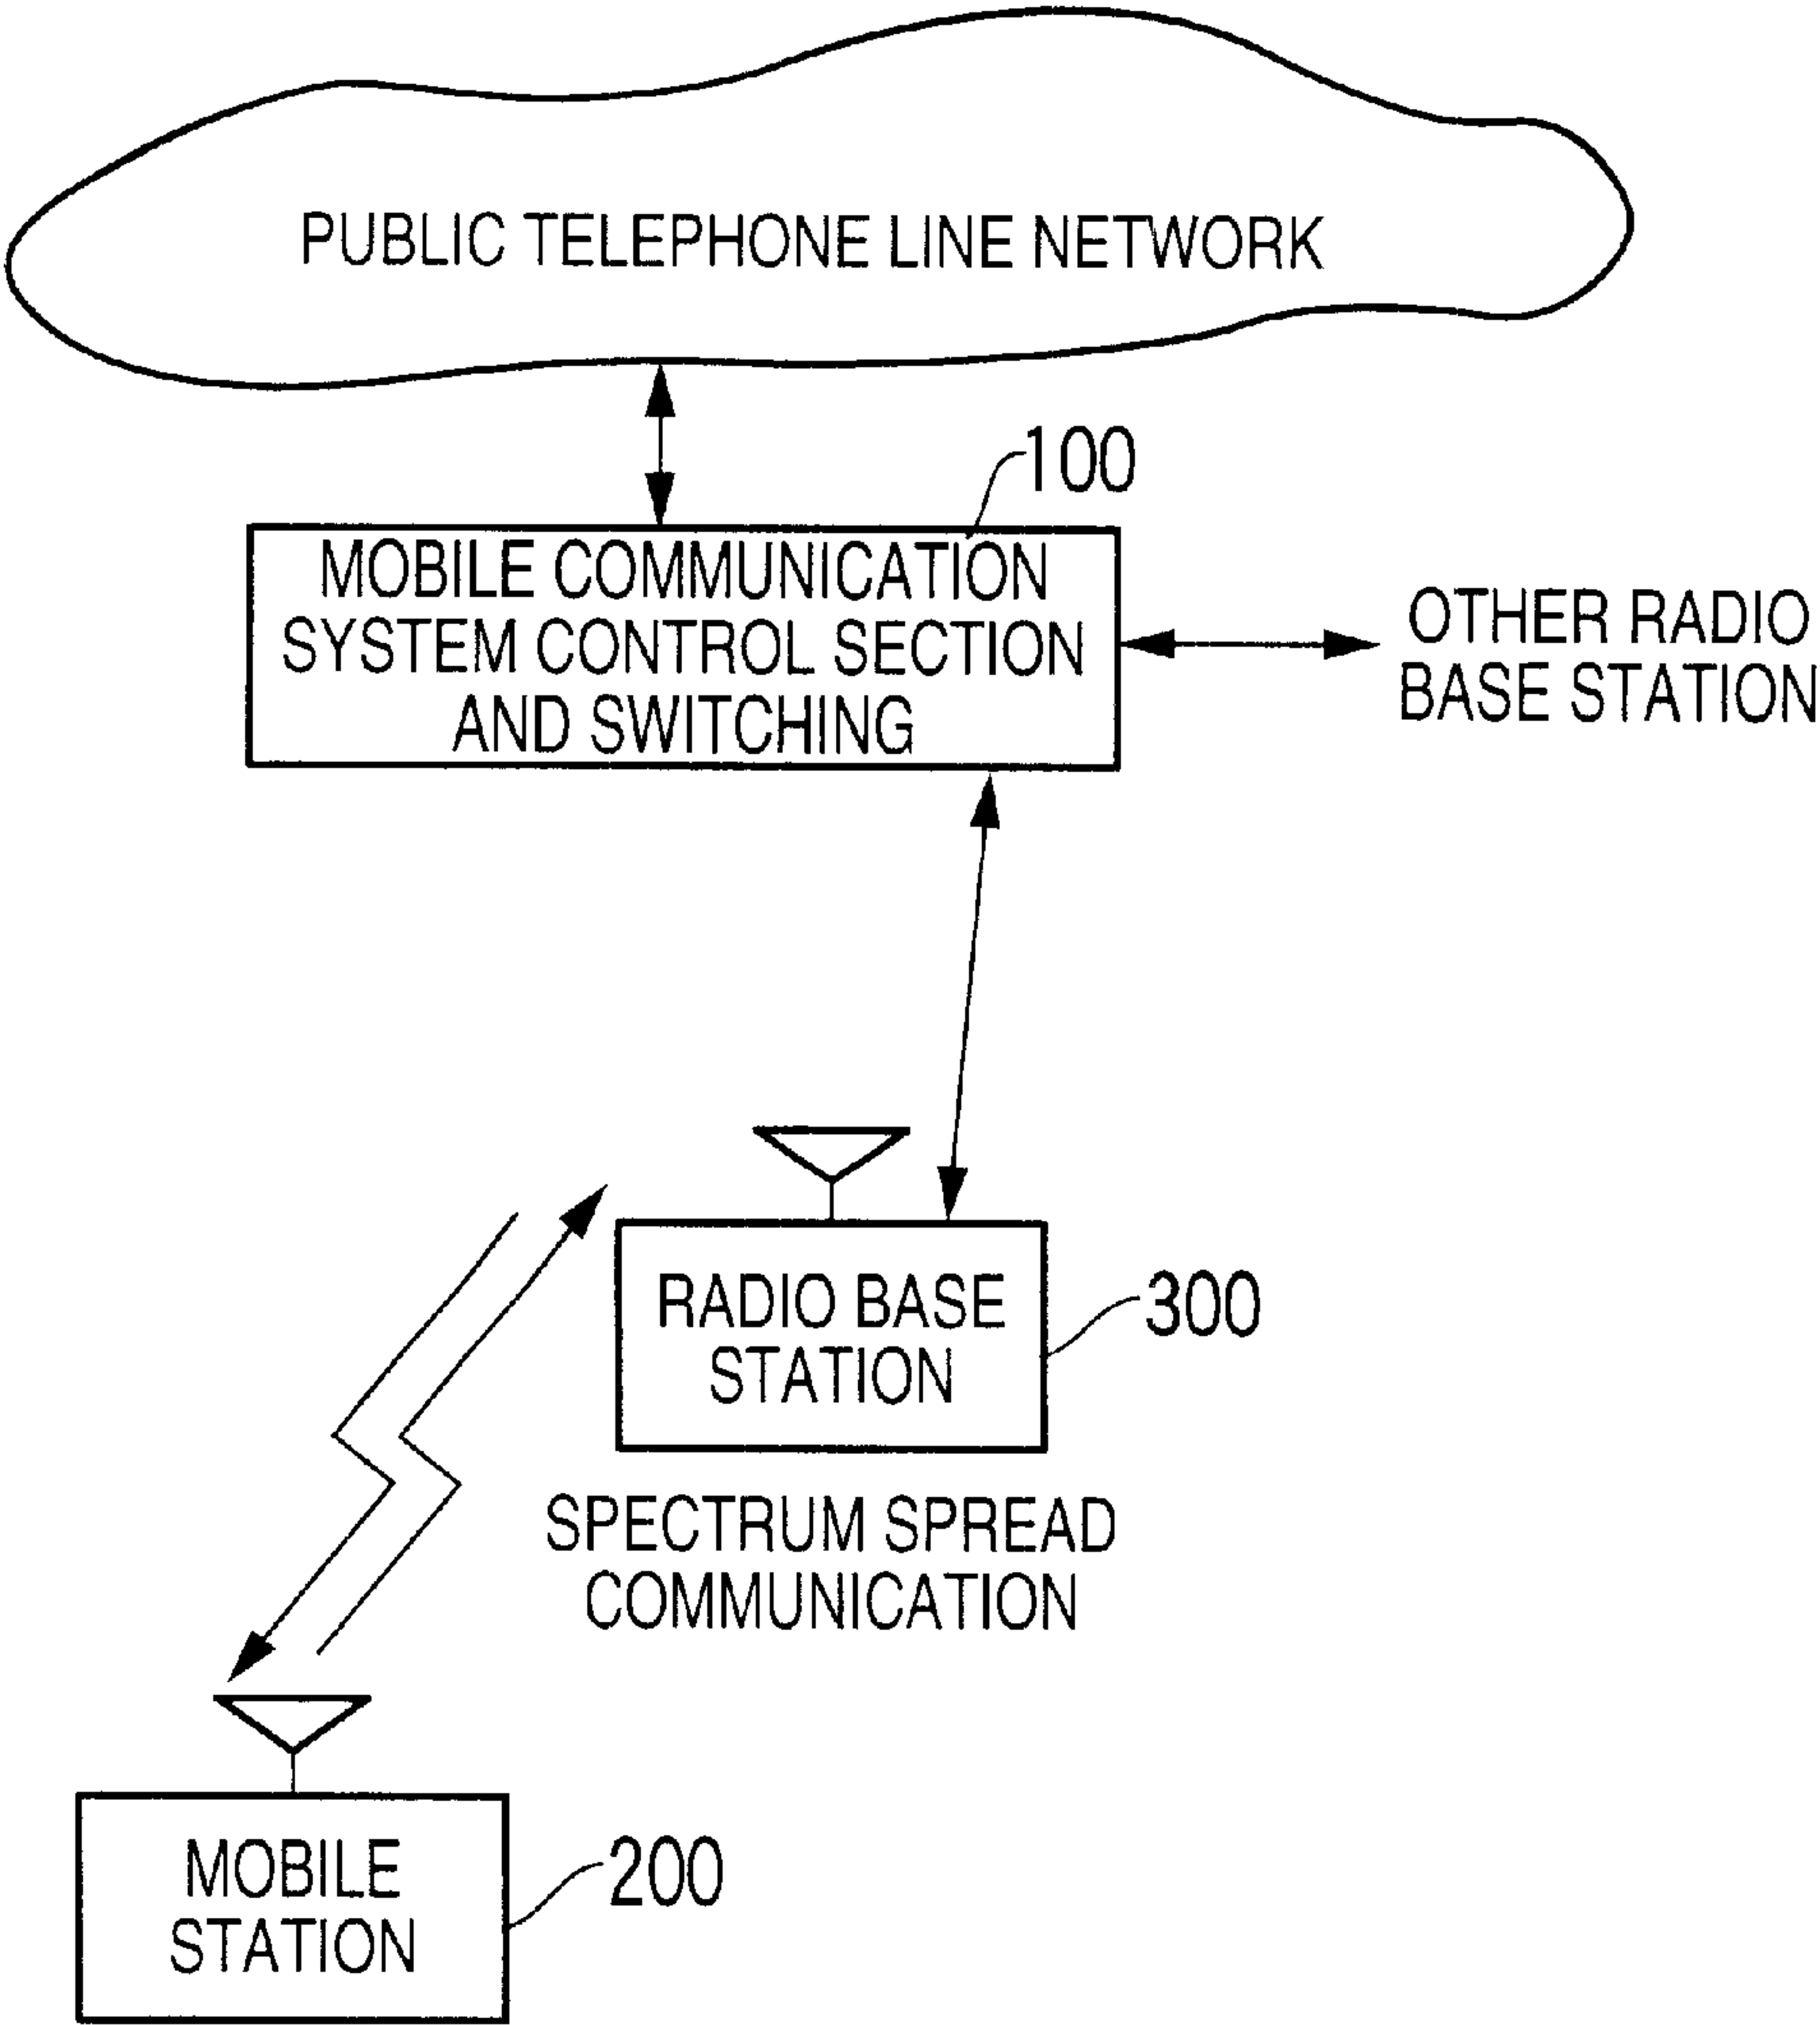 PUBLIC TELEPHONE LINE NETWORK
100
MOBILE COMMUNICATION
SYSTEM CONTROL SECTION
AND SWITCHING
OTHER RADIO
BASE STATION
RADIO BASE
STATION
300
SPECTRUM SPREAD
COMMUNICATION
MOBILE
STATION
200